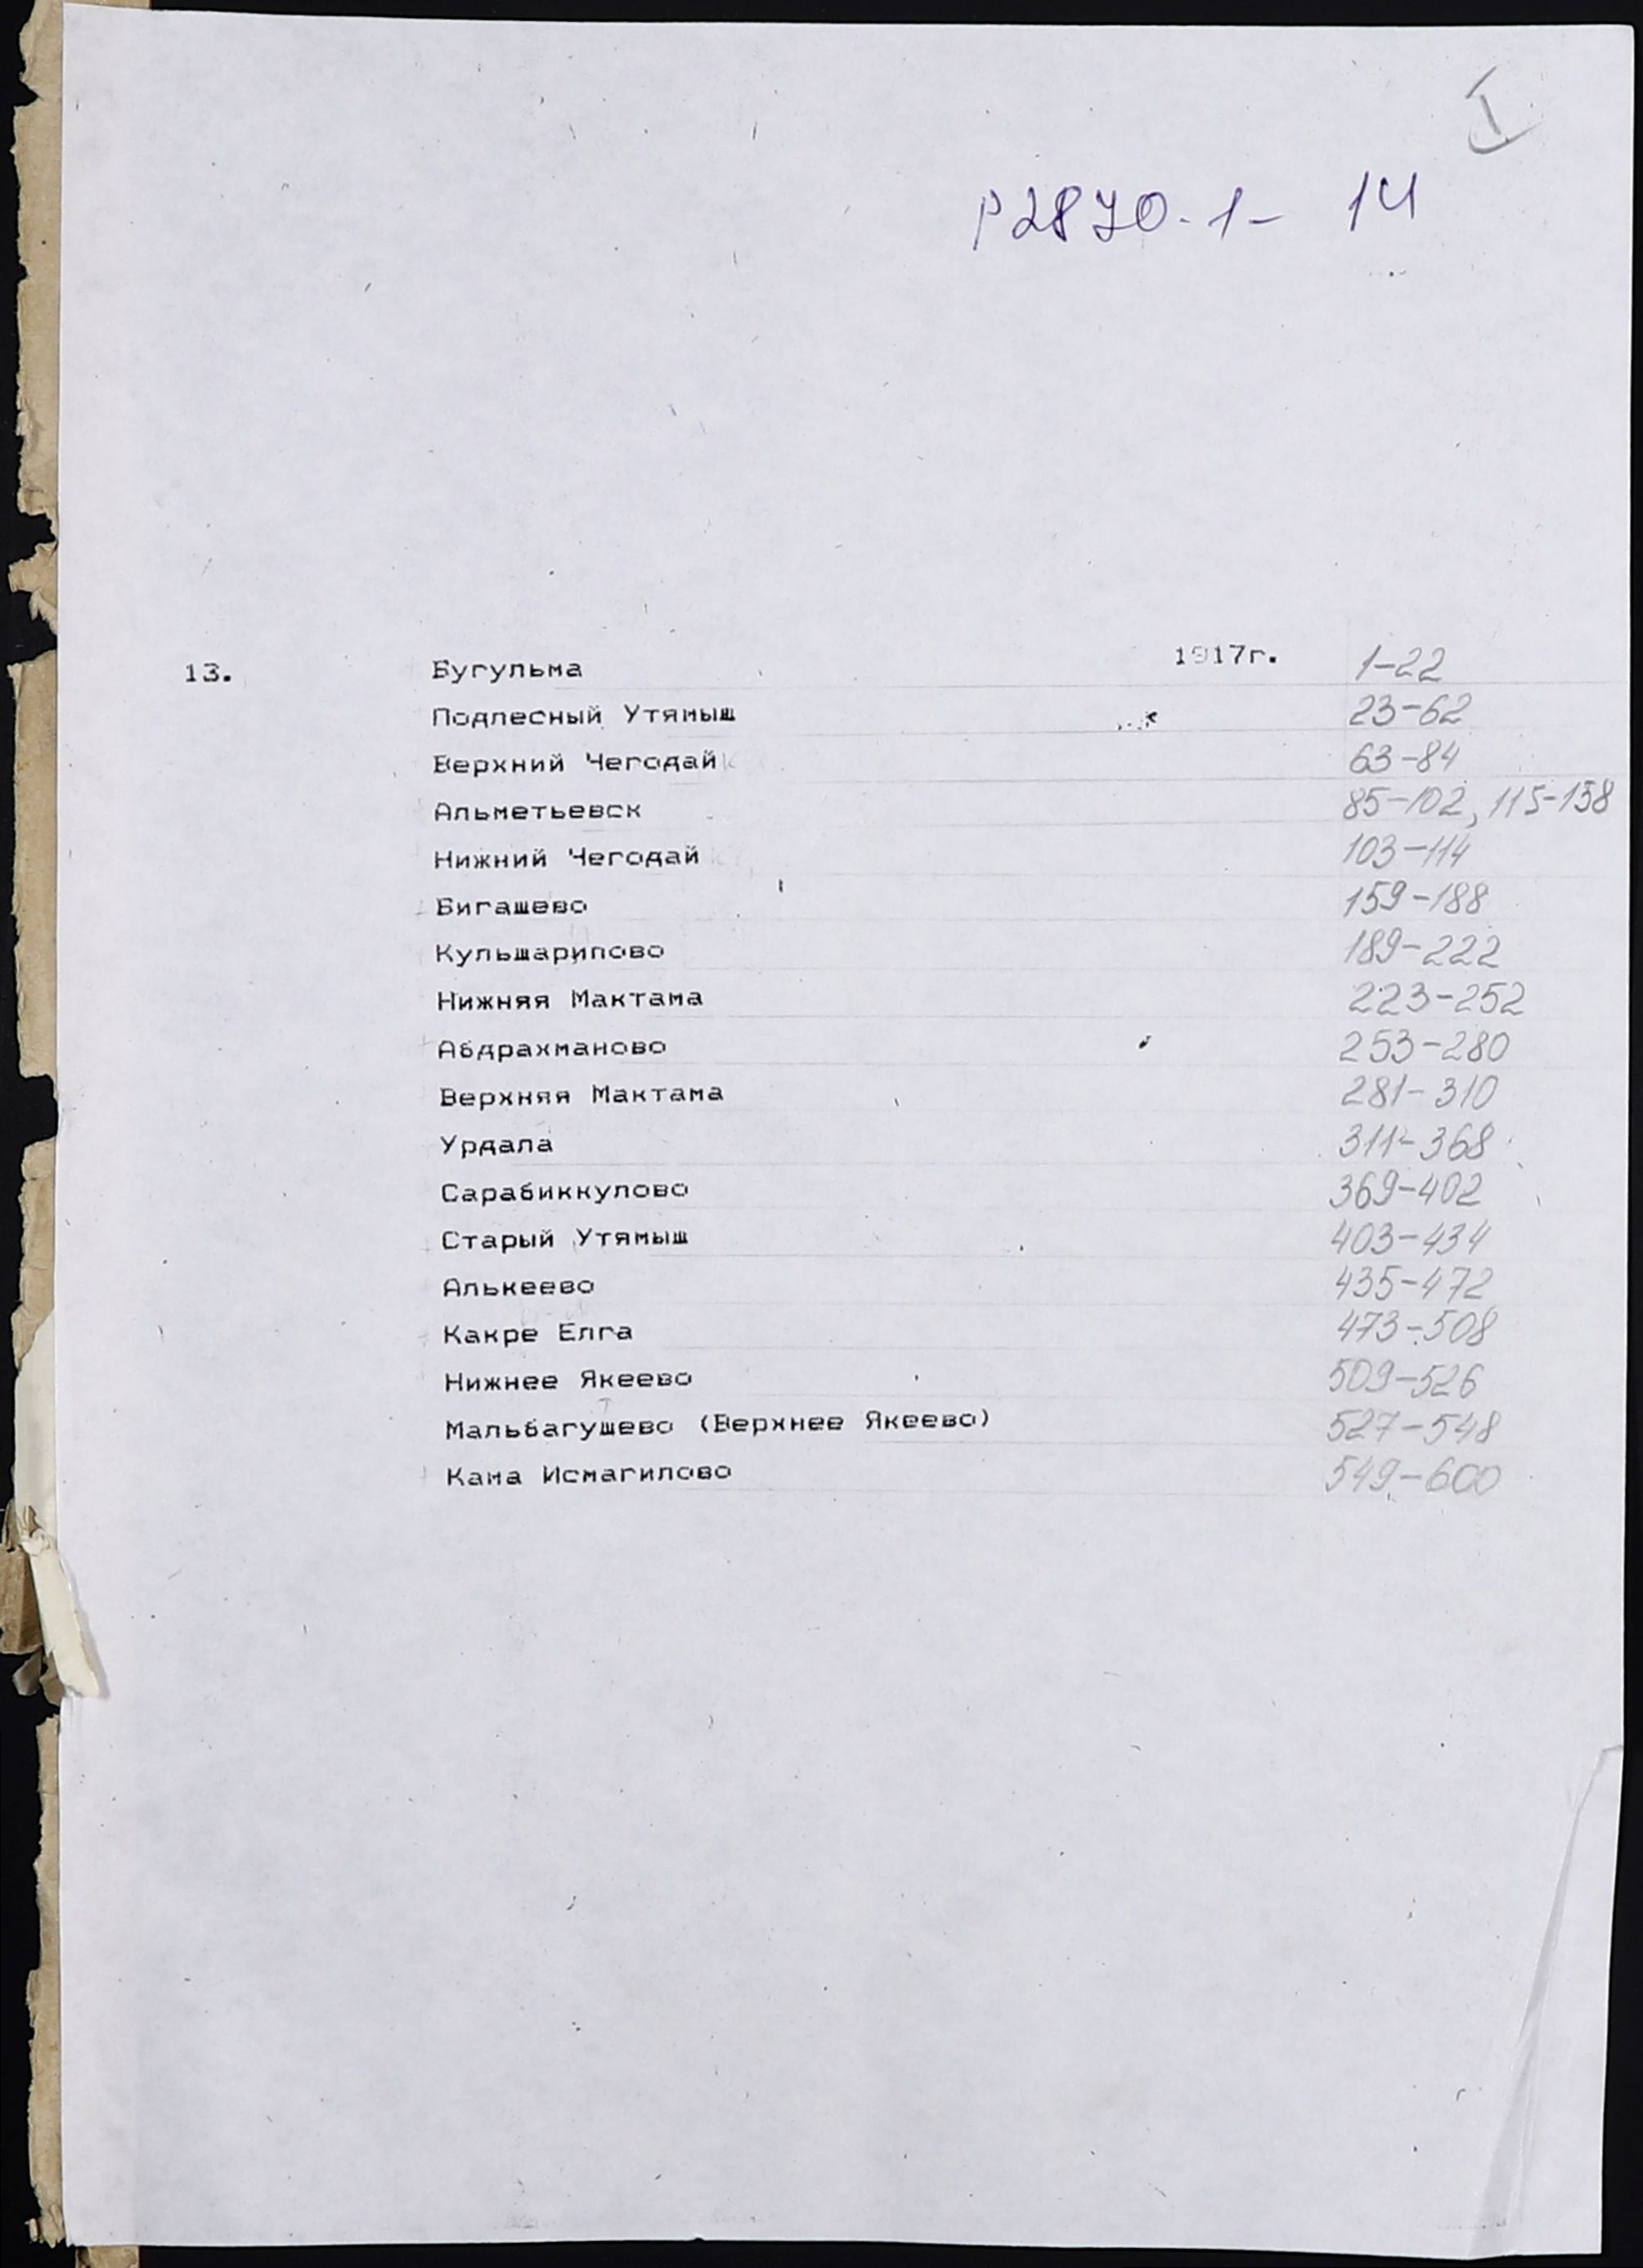 I
Р2870-1- 14
13. Бугульма 1917г. 1-22
Подлесный Утямыш 23-62
Верхний Чегодай 63-84
Альметьевск 85-102, 115-158
Нижний Чегодай 103-114
Бигашево 159-188
Кульшарипово 189-222
Нижняя Мактама 223-252
Абдрахманово 253-280
Верхняя Мактама 281-310
Урдала 311-368
Сарабиккулово 369-402
Старый Утямыш 403-434
Алькеево 435-472
Какре Елга 473-508
Нижнее Якеево 509-526
Мальбагушево (Верхнее Якеево) 527-548
Кама Исмагилово 549-600